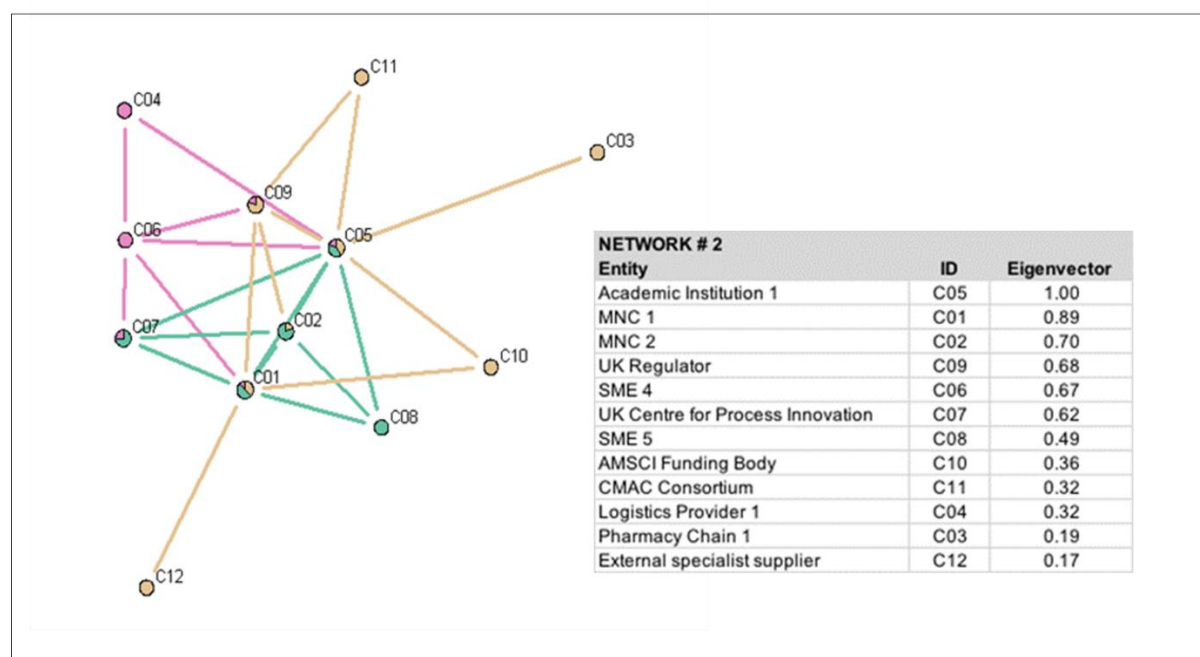 C11
C04
C03
C09
C06
C05
C07
C02
C10
C01
C08
C12
NETWORK # 2
Entity ID Eigenvector
Academic Institution 1 C05 1.00
MNC 1 C01 0.89
MNC 2 C02 0.70
UK Regulator C09 0.68
SME 4 C06 0.67
UK Centre for Process Innovation C07 0.62
SME 5 C08 0.49
AMSCI Funding Body C10 0.36
CMAC Consortium C11 0.32
Logistics Provider 1 C04 0.32
Pharmacy Chain 1 C03 0.19
External specialist supplier C12 0.17